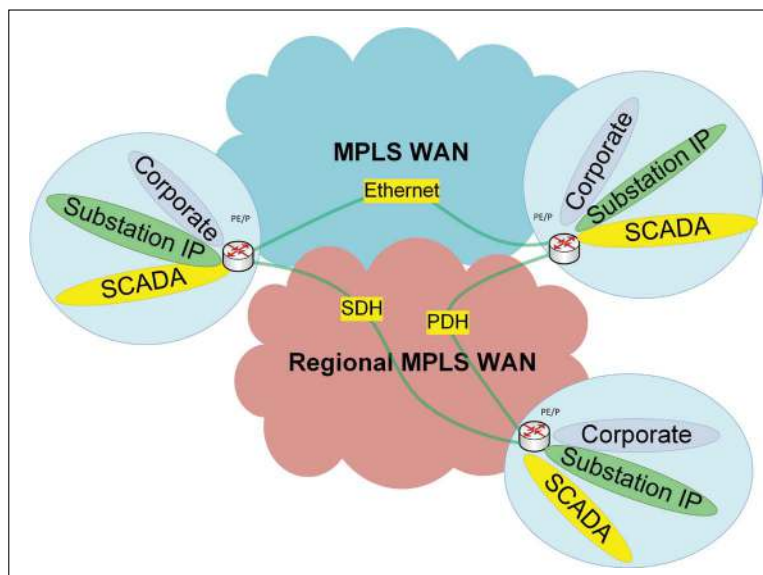 MPLS WAN
Ethernet
Corporate
Substation IP
SCADA
PE/P
Corporate
Substation IP
SCADA
PE/P
SDH
PDH
Regional MPLS WAN
PE/P
Corporate
Substation IP
SCADA